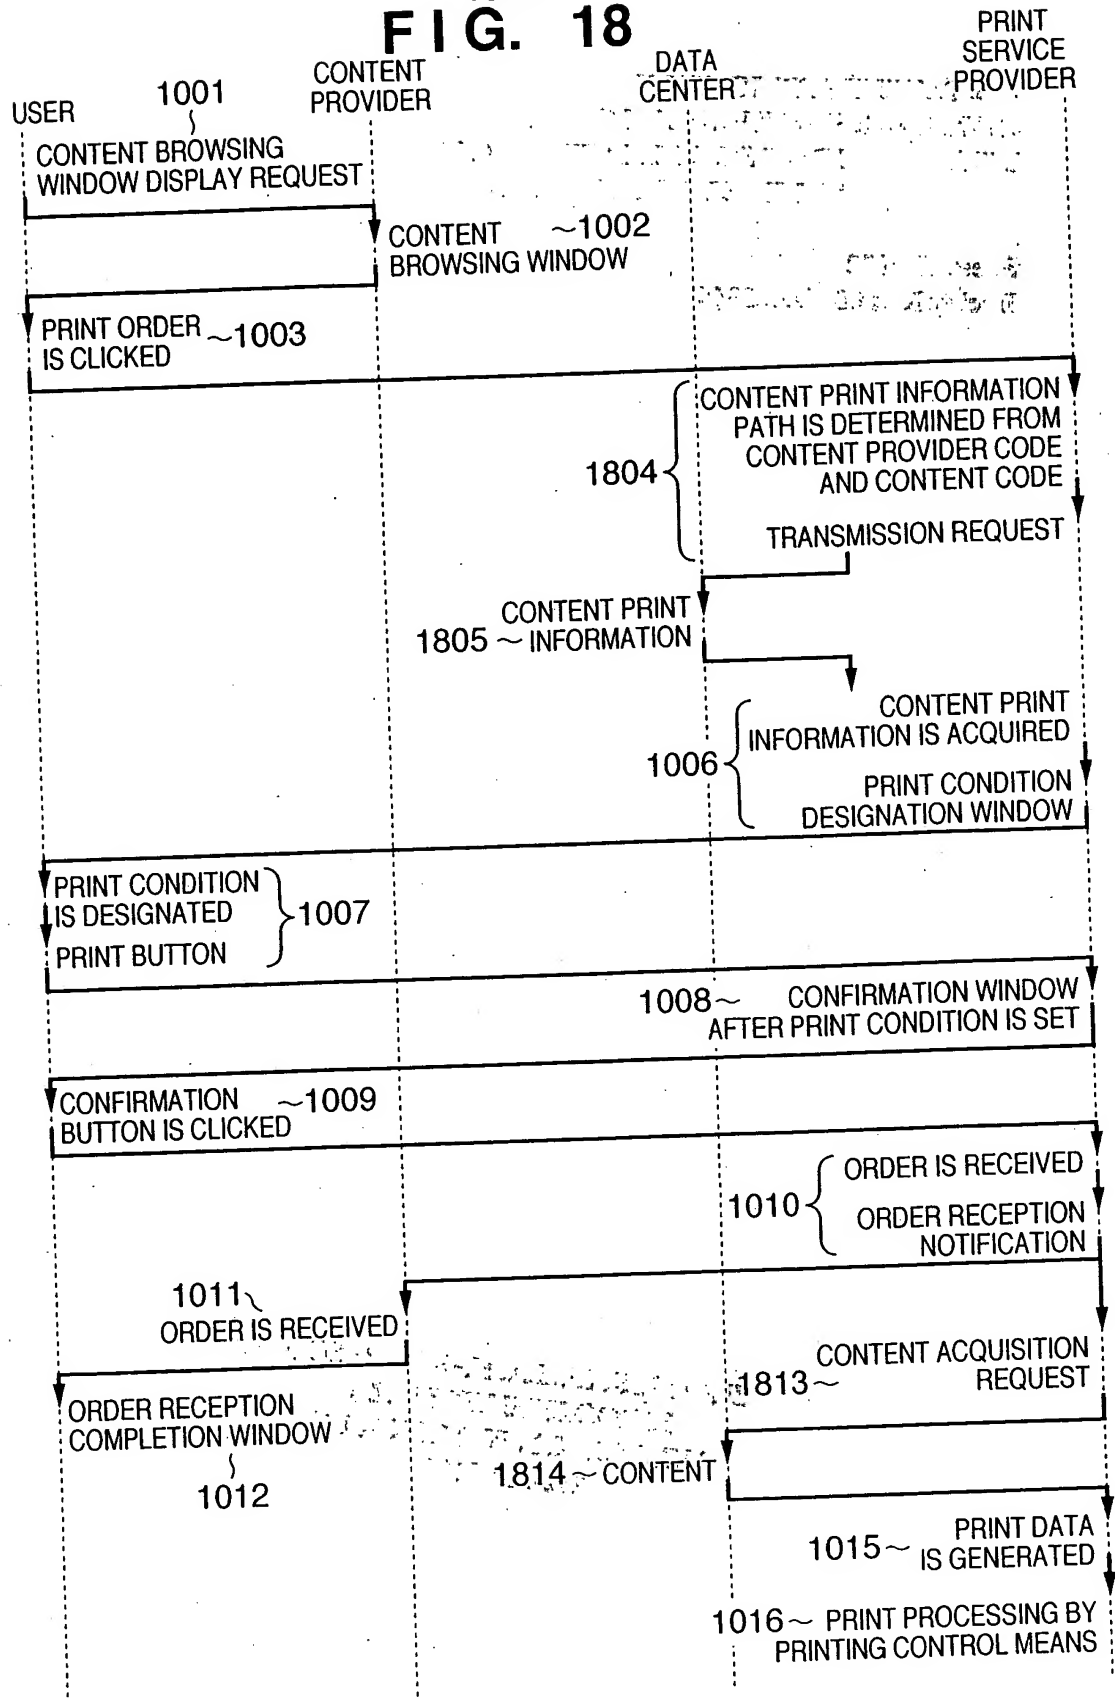 FIG. 18
USER
CONTENT
PROVIDER
DATA
CENTER
PRINT
SERVICE
PROVIDER
1001
CONTENT BROWSING
WINDOW DISPLAY REQUEST
CONTENT ~1002
BROWSING WINDOW
PRINT ORDER ~1003
IS CLICKED
1804
CONTENT PRINT INFORMATION
PATH IS DETERMINED FROM
CONTENT PROVIDER CODE
AND CONTENT CODE
TRANSMISSION REQUEST
CONTENT PRINT
1805 ~ INFORMATION
1006
CONTENT PRINT
INFORMATION IS ACQUIRED
PRINT CONDITION
DESIGNATION WINDOW
PRINT CONDITION
IS DESIGNATED
1007
PRINT BUTTON
1008~ CONFIRMATION WINDOW
AFTER PRINT CONDITION IS SET
CONFIRMATION ~1009
BUTTON IS CLICKED
1010
ORDER IS RECEIVED
ORDER RECEPTION
NOTIFICATION
1011
ORDER IS RECEIVED
CONTENT ACQUISITION
1813~ REQUEST
ORDER RECEPTION
COMPLETION WINDOW
1012
1814 ~ CONTENT
PRINT DATA
1015~ IS GENERATED
1016~ PRINT PROCESSING BY
PRINTING CONTROL MEANS